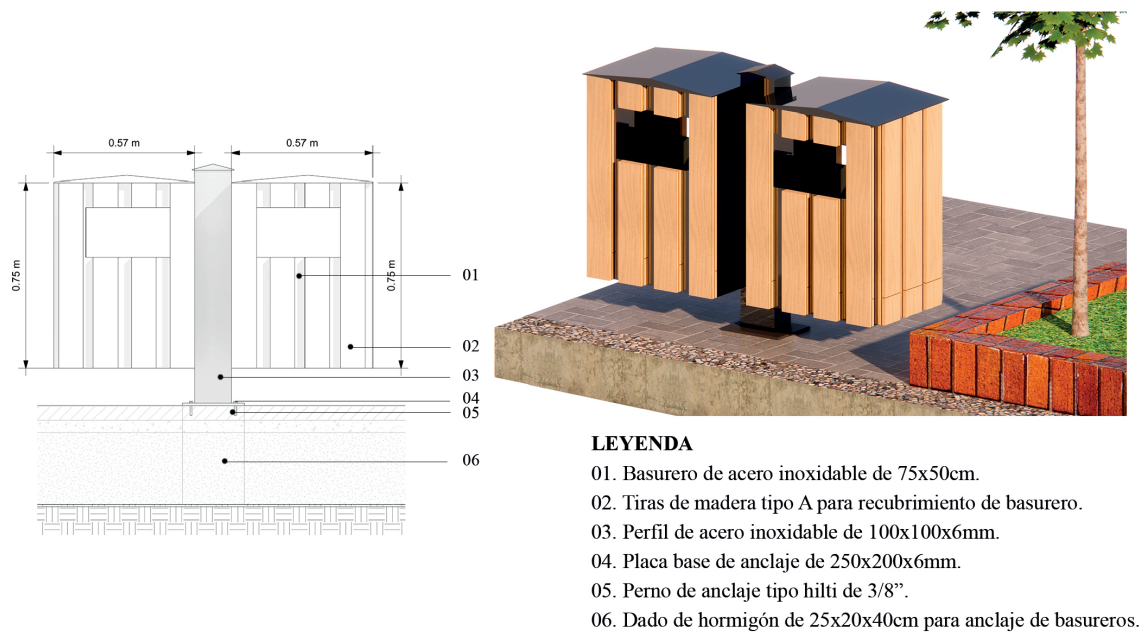 0.57 m
0.57 m
0.75 m
0.75 m
01
02
03
04
05
06
LEYENDA
01. Basurero de acero inoxidable de 75x50cm.
02. Tiras de madera tipo A para recubrimiento de basurero.
03. Perfil de acero inoxidable de 100x100x6mm.
04. Placa base de anclaje de 250x200x6mm.
05. Perno de anclaje tipo hilti de 3/8”.
06. Dado de hormigón de 25x20x40cm para anclaje de basureros.